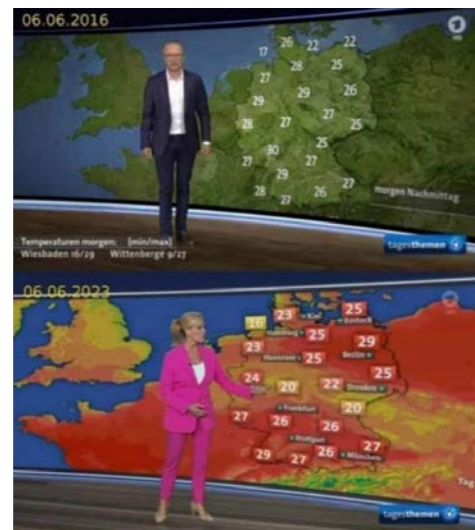 06.06.2016
26 22 22
17
28 25
27
29 29 26
27
28 27 25
25
30
27 27
28 26 27
27
morgen Nachmittag
Temperaturen morgen: (min/max)
Wiesbaden 16/29 Wittenberge 9/27
tagesthemen
06.06.2023
23 Kiel 25
16 Rostock
Hamburg 25
23 29
Hannover 25 Berlin
24 25
20 22 Dresden
Frankfurt 20
27 26 26
Stuttgart
29 27 26 27
München
Tag
tagesthemen